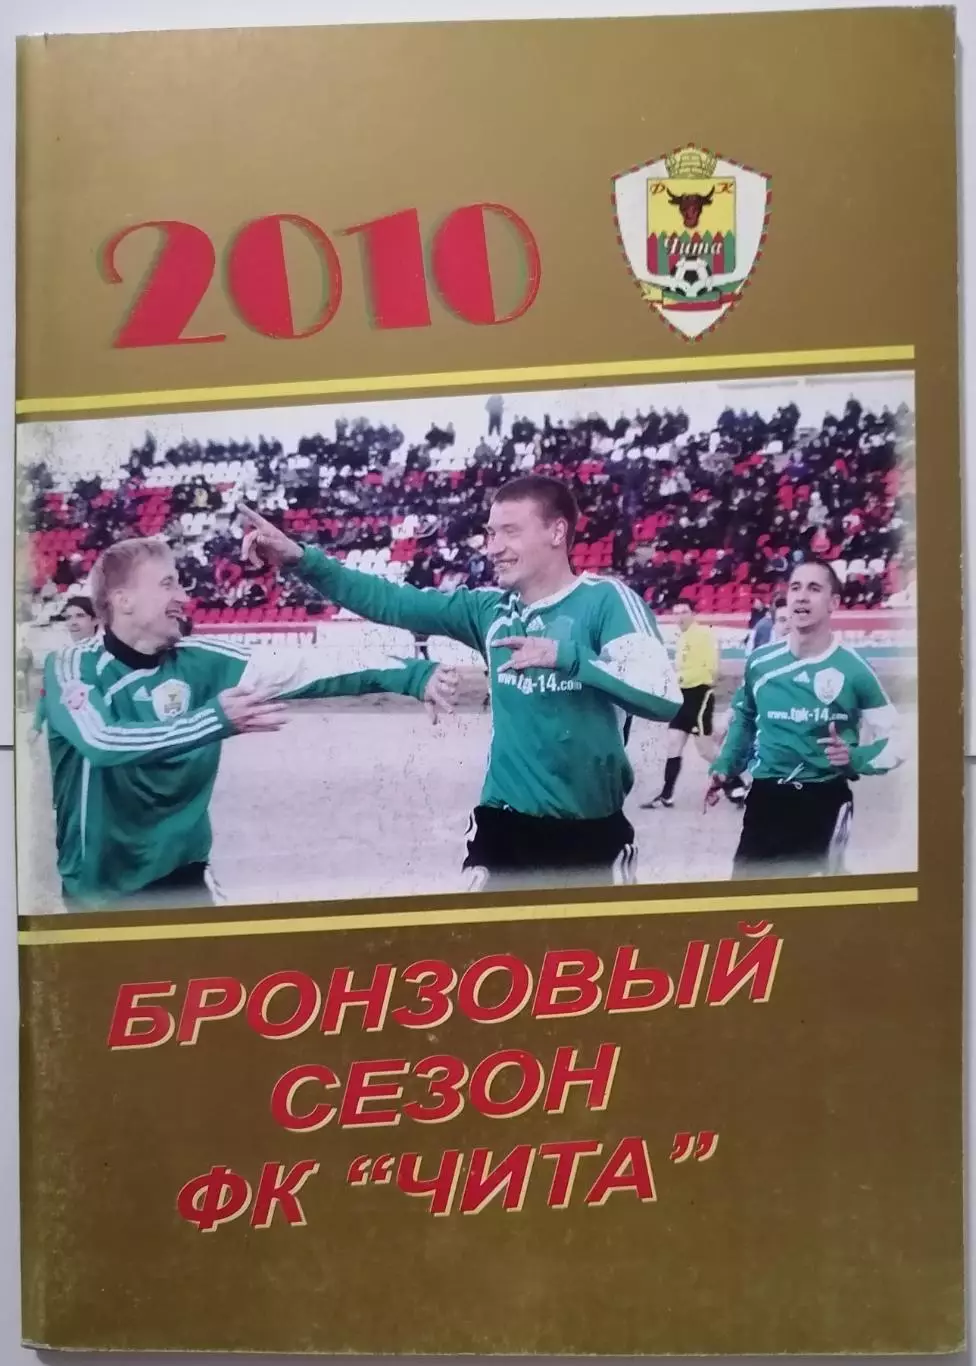 2010
Ф К
Чита
www.tgk-14.com
www.tgk-14.com
БРОНЗОВЫЙ
СЕЗОН
ФК “ЧИТА”